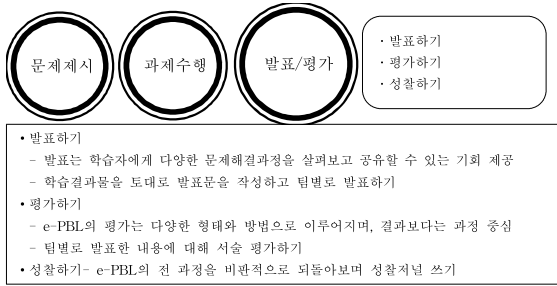 문제제시
과제수행
발표/평가
· 발표하기
· 평가하기
· 성찰하기
• 발표하기
- 발표는 학습자에게 다양한 문제해결과정을 살펴보고 공유할 수 있는 기회 제공
- 학습결과물을 토대로 발표문을 작성하고 팀별로 발표하기
• 평가하기
- e-PBL의 평가는 다양한 형태와 방법으로 이루어지며, 결과보다는 과정 중심
- 팀별로 발표한 내용에 대해 서술 평가하기
• 성찰하기- e-PBL의 전 과정을 비판적으로 되돌아보며 성찰저널 쓰기